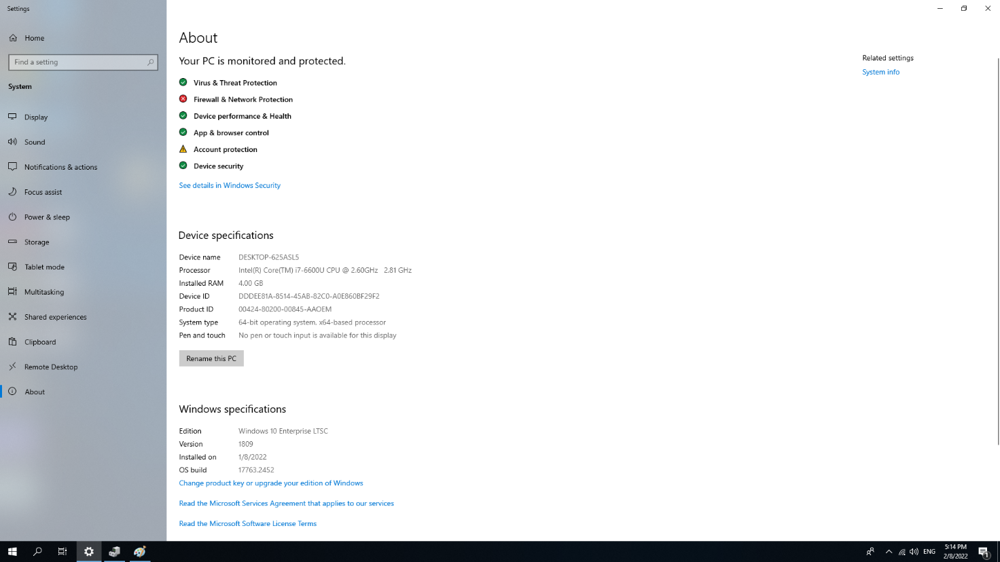 Settings
Home
Find a setting
System
Display
Sound
Notifications & actions
Focus assist
Power & sleep
Storage
Tablet mode
Multitasking
Shared experiences
Clipboard
Remote Desktop
About
About
Your PC is monitored and protected.
Virus & Threat Protection
Firewall & Network Protection
Device performance & Health
App & browser control
Account protection
Device security
See details in Windows Security
Device specifications
Device name DESKTOP-625ASL5
Processor Intel(R) Core(TM) i7-6600U CPU @ 2.60GHz 2.81 GHz
Installed RAM 4.00 GB
Device ID DDDEE81A-8514-45AB-82C0-A0E860BF29F2
Product ID 00424-80200-00845-AAOEM
System type 64-bit operating system, x64-based processor
Pen and touch No pen or touch input is available for this display
Rename this PC
Windows specifications
Edition Windows 10 Enterprise LTSC
Version 1809
Installed on 1/8/2022
OS build 17763.2452
Change product key or upgrade your edition of Windows
Read the Microsoft Services Agreement that applies to our services
Read the Microsoft Software License Terms
Related settings
System info
ENG
5:14 PM
2/8/2022
1